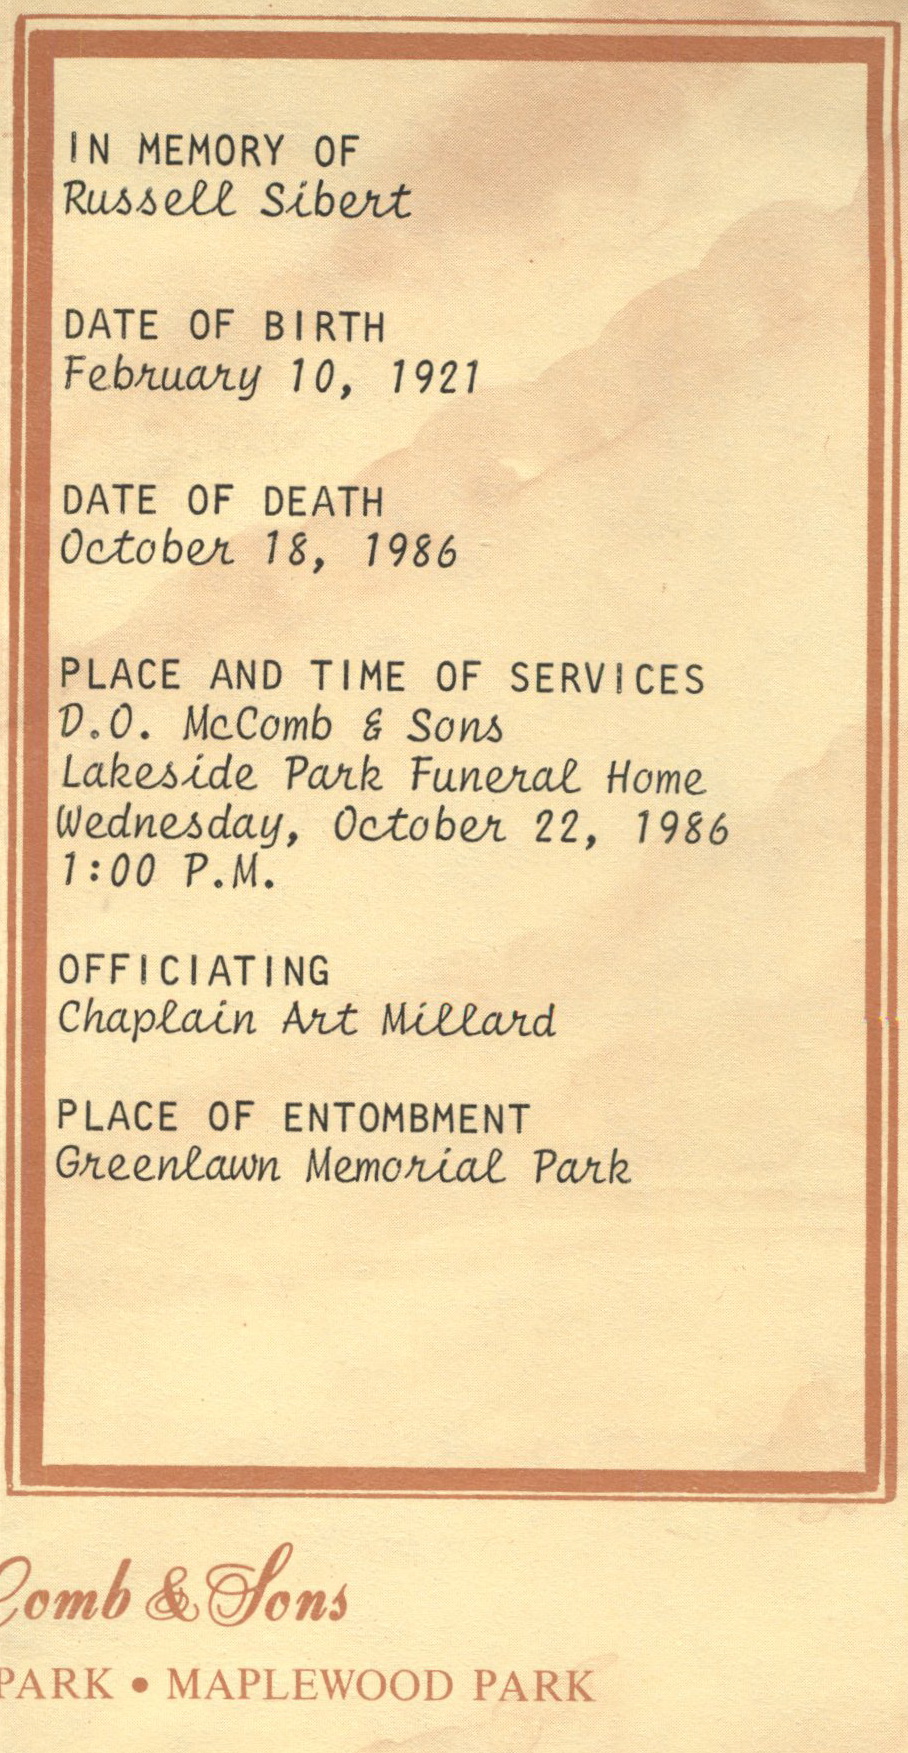 IN MEMORY OF
Russell Sibert
DATE OF BIRTH
February 10, 1921
DATE OF DEATH
October 18, 1986
PLACE AND TIME OF SERVICES
D.O. McComb & Sons
Lakeside Park Funeral Home
Wednesday, October 22, 1986
1:00 P.M.
OFFICIATING
Chaplain Art Millard
PLACE OF ENTOMBMENT
Greenlawn Memorial Park
Comb & Sons
PARK • MAPLEWOOD PARK